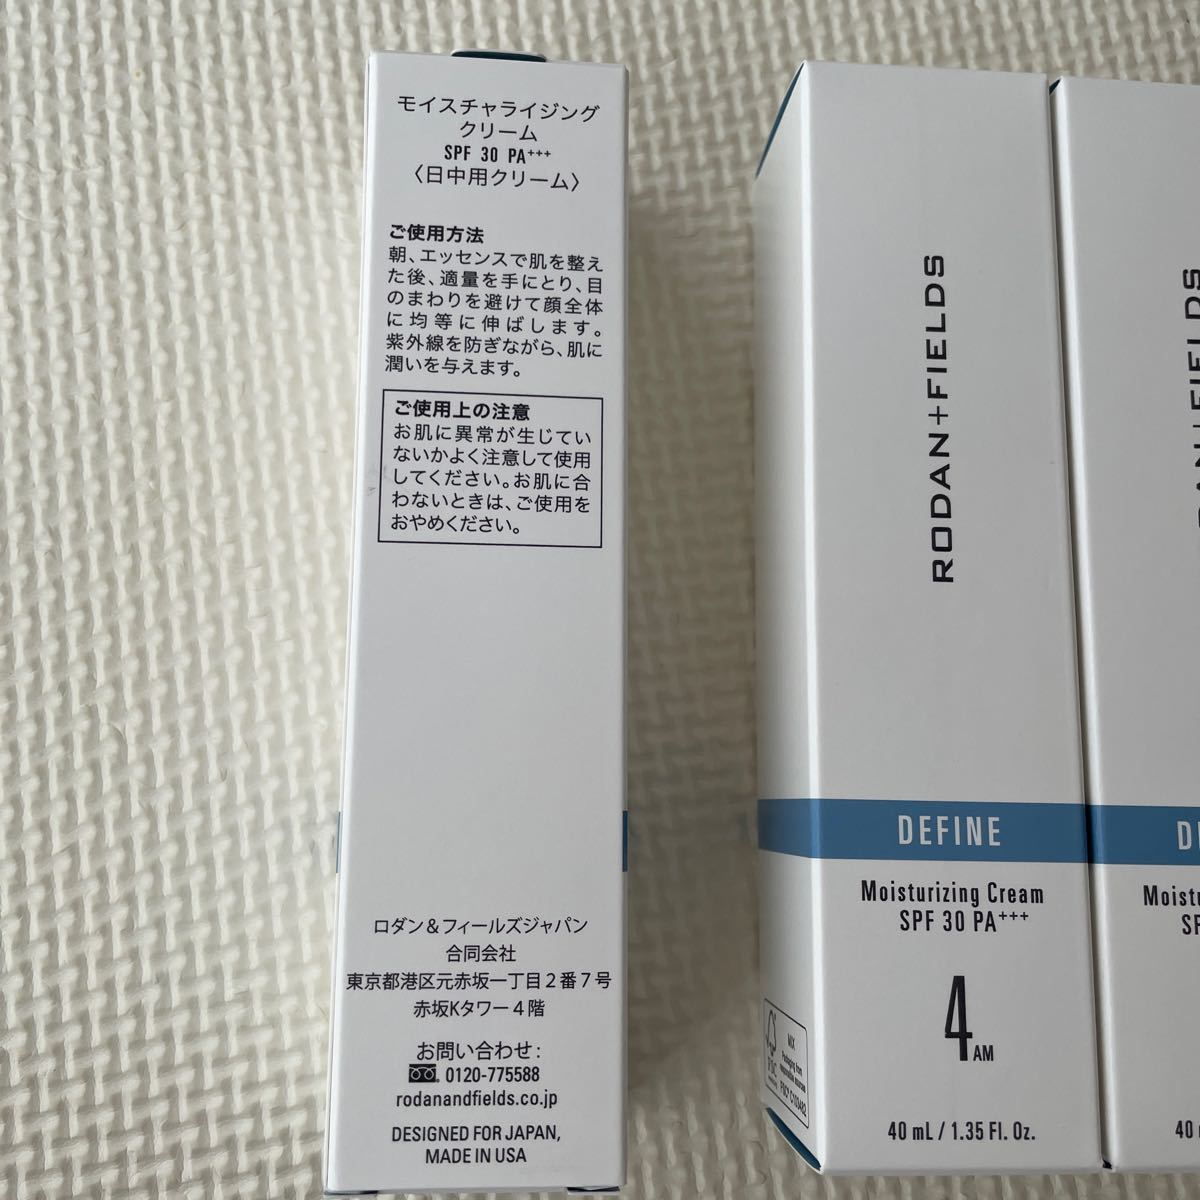 モイスチャライジング
クリーム
SPF 30 PA+++
〈日中用クリーム〉
ご使用方法
朝、エッセンスで肌を整え
た後、適量を手にとり、目
のまわりを避けて顔全体
に均等に伸ばします。
紫外線を防ぎながら、肌に
潤いを与えます。
ご使用上の注意
お肌に異常が生じてい
ないかよく注意して使用
してください。お肌に合
わないときは、ご使用を
おやめください。
ロダン＆フィールズジャパン
合同会社
東京都港区元赤坂一丁目２番７号
赤坂Kタワー４階
お問い合わせ：
0120-775588
rodanandfields.co.jp
DESIGNED FOR JAPAN,
MADE IN USA
RODAN+FIELDS
DEFINE
Moisturizing Cream
SPF 30 PA+++
4AM
40 mL / 1.35 Fl. Oz.
FSC
MIX
Packaging from
responsible sources
AN+FIELDS
Moistu
40